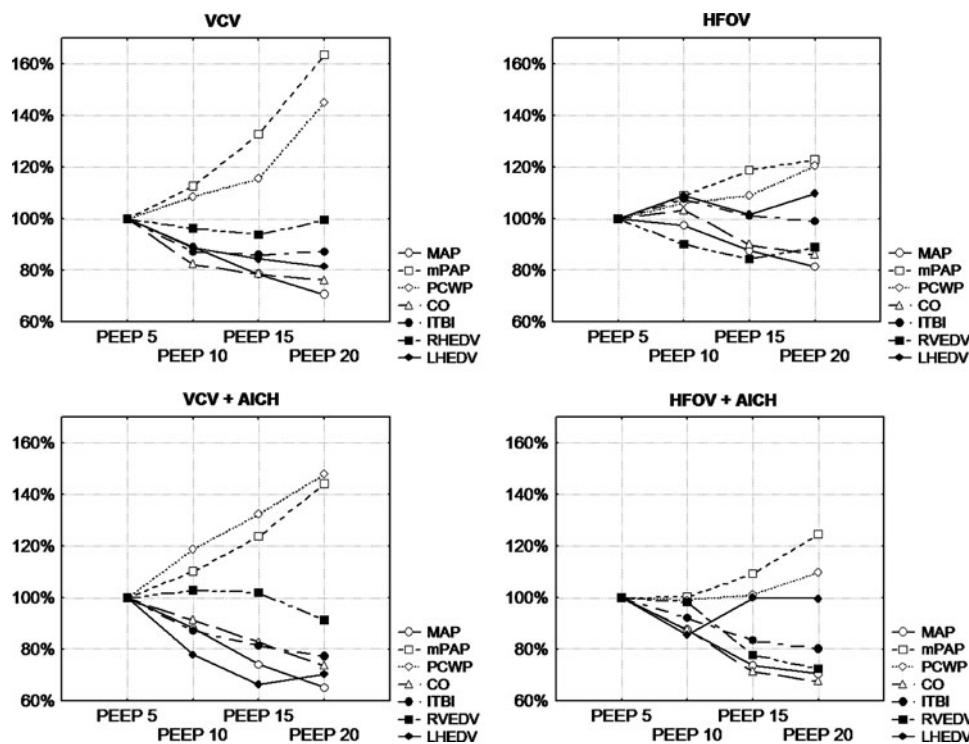 VCV
160%
140%
120%
100%
80%
60%
PEEP 5 PEEP 15
PEEP 10 PEEP 20
MAP
mPAP
PCWP
CO
ITBI
RHEDV
LHEDV
HFOV
160%
140%
120%
100%
80%
60%
PEEP 5 PEEP 15
PEEP 10 PEEP 20
MAP
mPAP
PCWP
CO
ITBI
RVEDV
LHEDV
VCV + AICH
160%
140%
120%
100%
80%
60%
PEEP 5 PEEP 15
PEEP 10 PEEP 20
MAP
mPAP
PCWP
CO
ITBI
RVEDV
LHEDV
HFOV + AICH
160%
140%
120%
100%
80%
60%
PEEP 5 PEEP 15
PEEP 10 PEEP 20
MAP
mPAP
PCWP
CO
ITBI
RVEDV
LHEDV